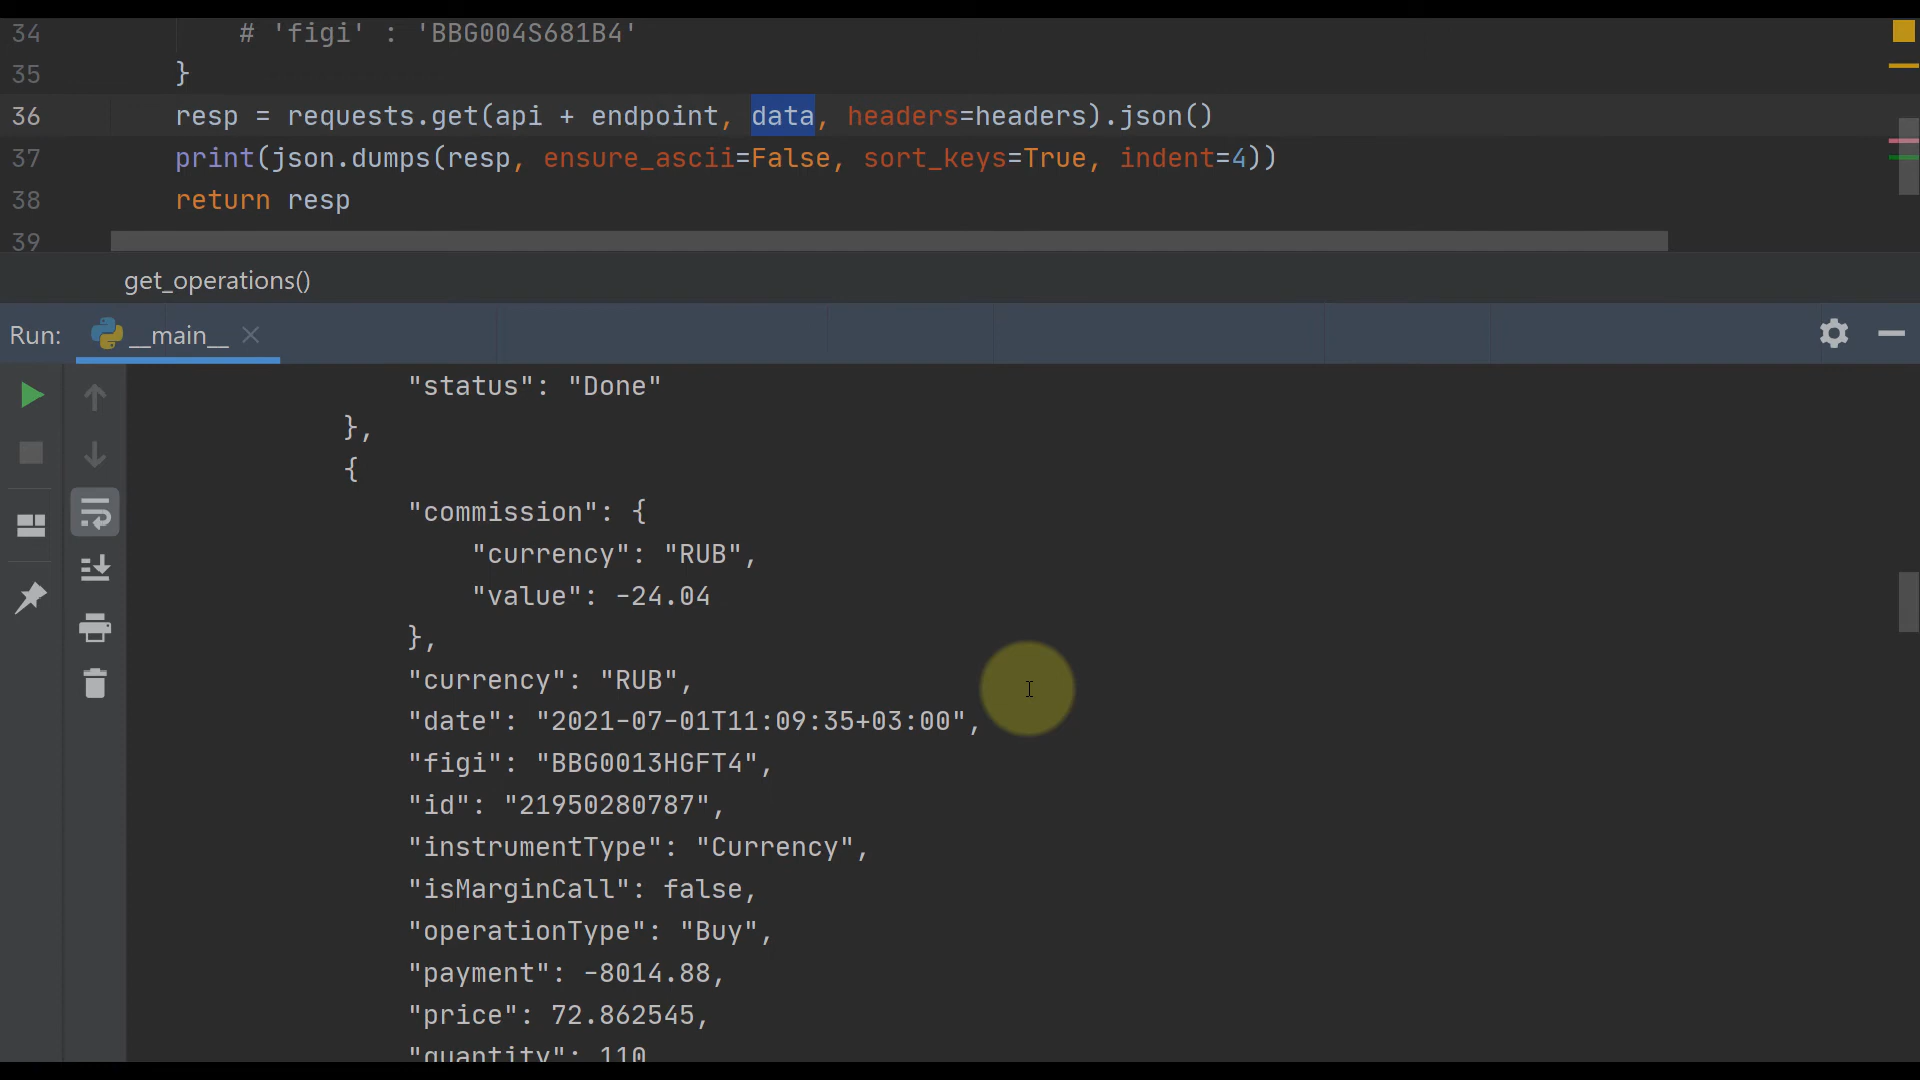 34 # 'figi' : 'BBG004S681B4'
35 }
36 resp = requests.get(api + endpoint, data, headers=headers).json()
37 print(json.dumps(resp, ensure_ascii=False, sort_keys=True, indent=4))
38 return resp
39
get_operations()
Run: __main__
"status": "Done"
},
{
"commission": {
"currency": "RUB",
"value": -24.04
},
"currency": "RUB",
"date": "2021-07-01T11:09:35+03:00",
"figi": "BBG0013HGFT4",
"id": "21950280787",
"instrumentType": "Currency",
"isMarginCall": false,
"operationType": "Buy",
"payment": -8014.88,
"price": 72.862545,
"quantity": 110